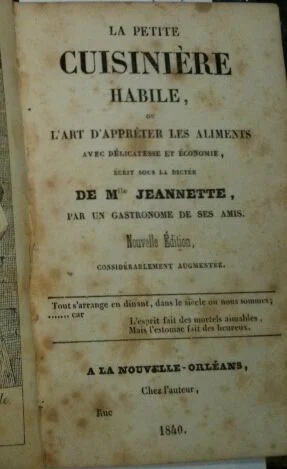 LA PETITE
CUISINIÈRE
HABILE,
OU
L'ART D'APPRÊTER LES ALIMENTS
AVEC DÉLICATESSE ET ÉCONOMIE,
ÉCRIT SOUS LA DICTÉE
DE Mlle JEANNETTE,
PAR UN GASTRONOME DE SES AMIS.
Nouvelle Édition,
CONSIDÉRABLEMENT AUGMENTÉE.
Tout s'arrange en dînant, dans le siècle ou nous sommes;
....... car
L'esprit fait des mortels aimables,
Mais l'estomac fait des heureux.
A LA NOUVELLE-ORLÉANS,
Chez l'auteur,
Rue
1840.